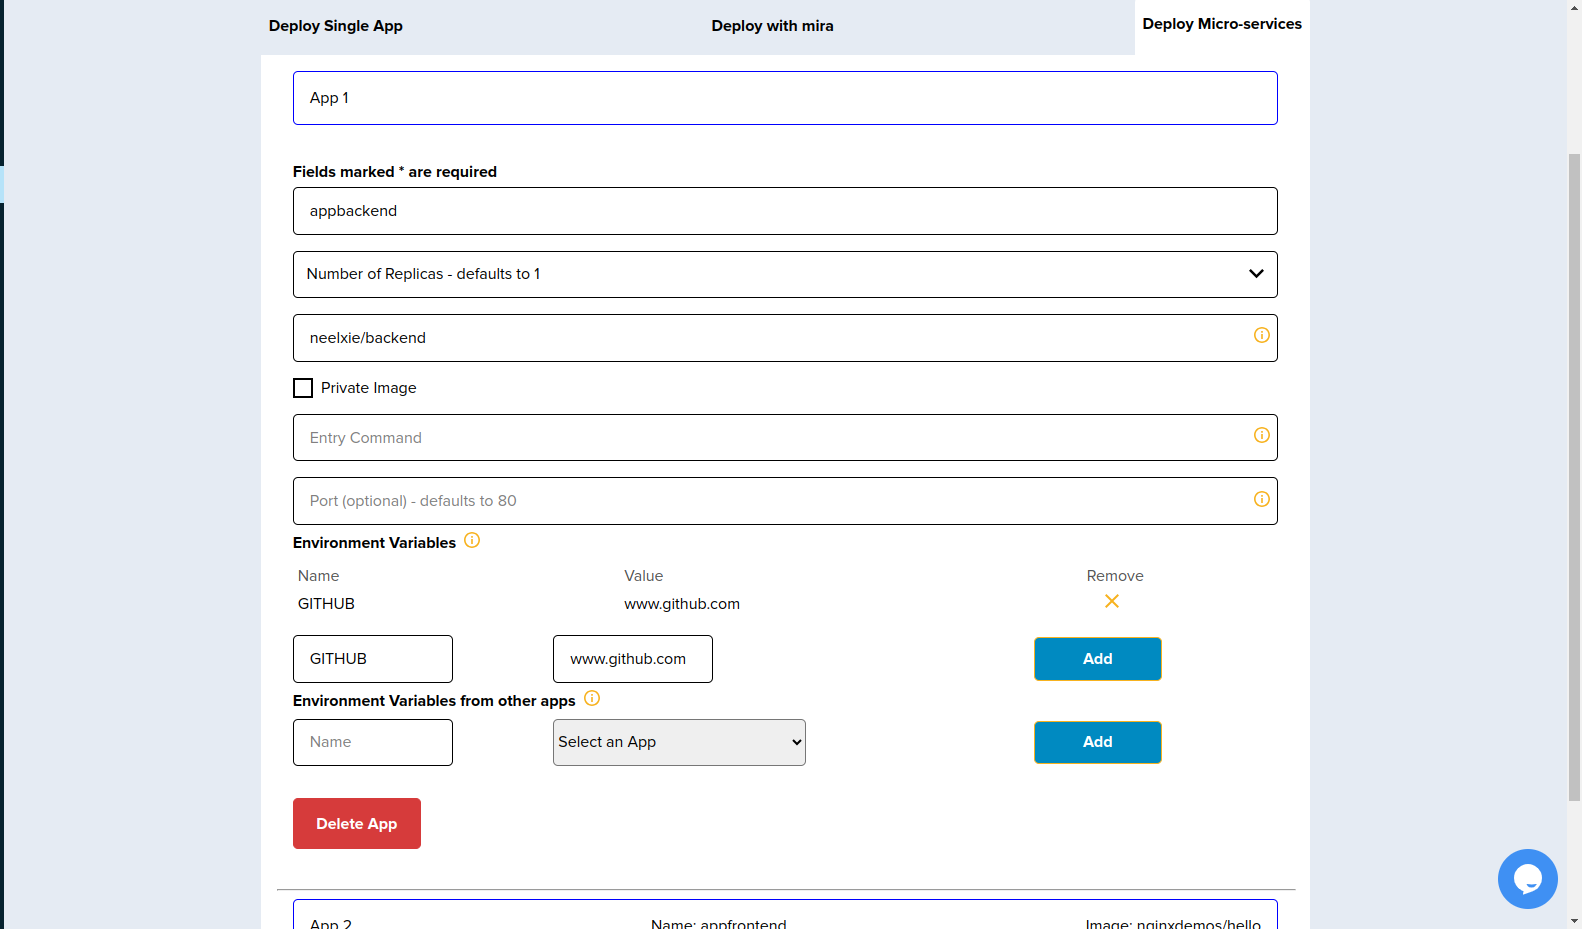 Deploy Single App
Deploy with mira
Deploy Micro-services
App 1
Fields marked * are required
appbackend
Number of Replicas - defaults to 1
neelxie/backend
Private Image
Entry Command
Port (optional) - defaults to 80
Environment Variables
Name Value Remove
GITHUB www.github.com
GITHUB www.github.com Add
Environment Variables from other apps
Name Select an App Add
Delete App
App 2 Name: appfrontend Image: nginxdemos/hello